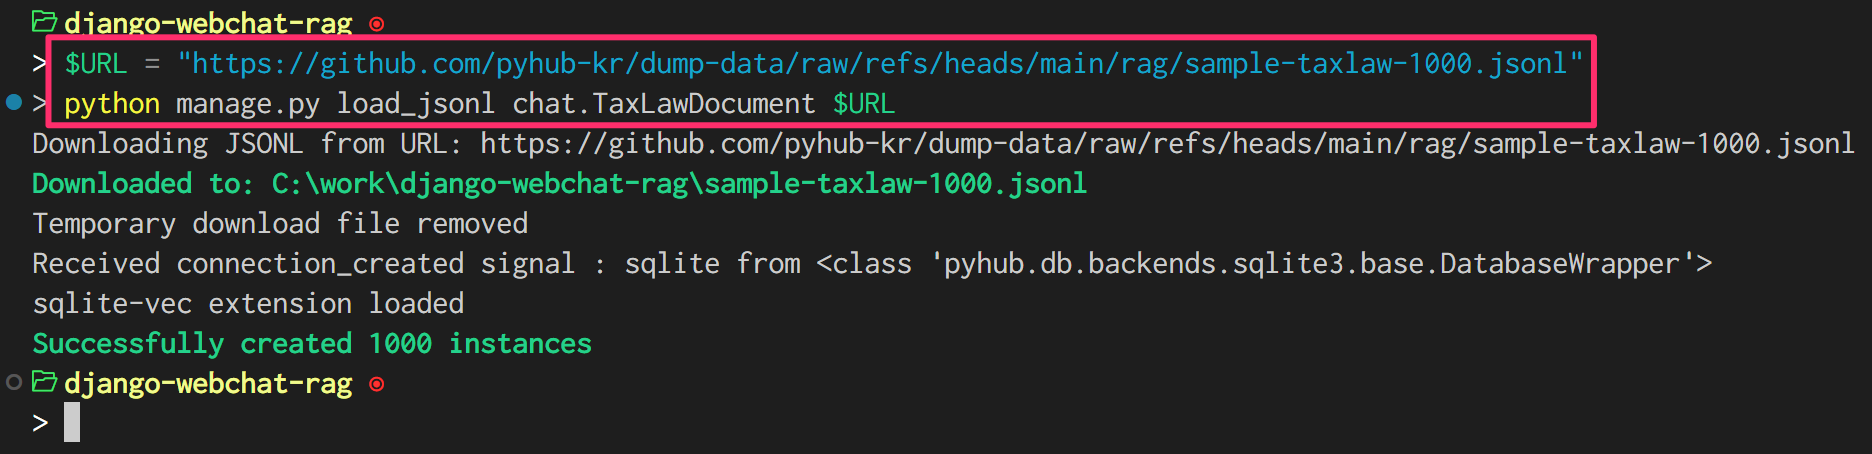 django-webchat-rag
> $URL = "https://github.com/pyhub-kr/dump-data/raw/refs/heads/main/rag/sample-taxlaw-1000.jsonl"
> python manage.py load_jsonl chat.TaxLawDocument $URL
Downloading JSONL from URL: https://github.com/pyhub-kr/dump-data/raw/refs/heads/main/rag/sample-taxlaw-1000.jsonl
Downloaded to: C:\work\django-webchat-rag\sample-taxlaw-1000.jsonl
Temporary download file removed
Received connection_created signal : sqlite from <class 'pyhub.db.backends.sqlite3.base.DatabaseWrapper'>
sqlite-vec extension loaded
Successfully created 1000 instances
django-webchat-rag
>